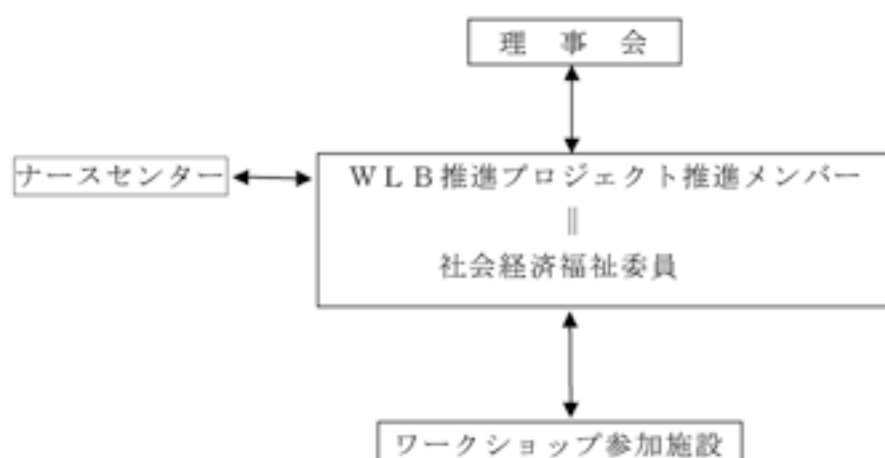 理 事 会
ナースセンター
WLB推進プロジェクト推進メンバー
||
社会経済福祉委員
ワークショップ参加施設